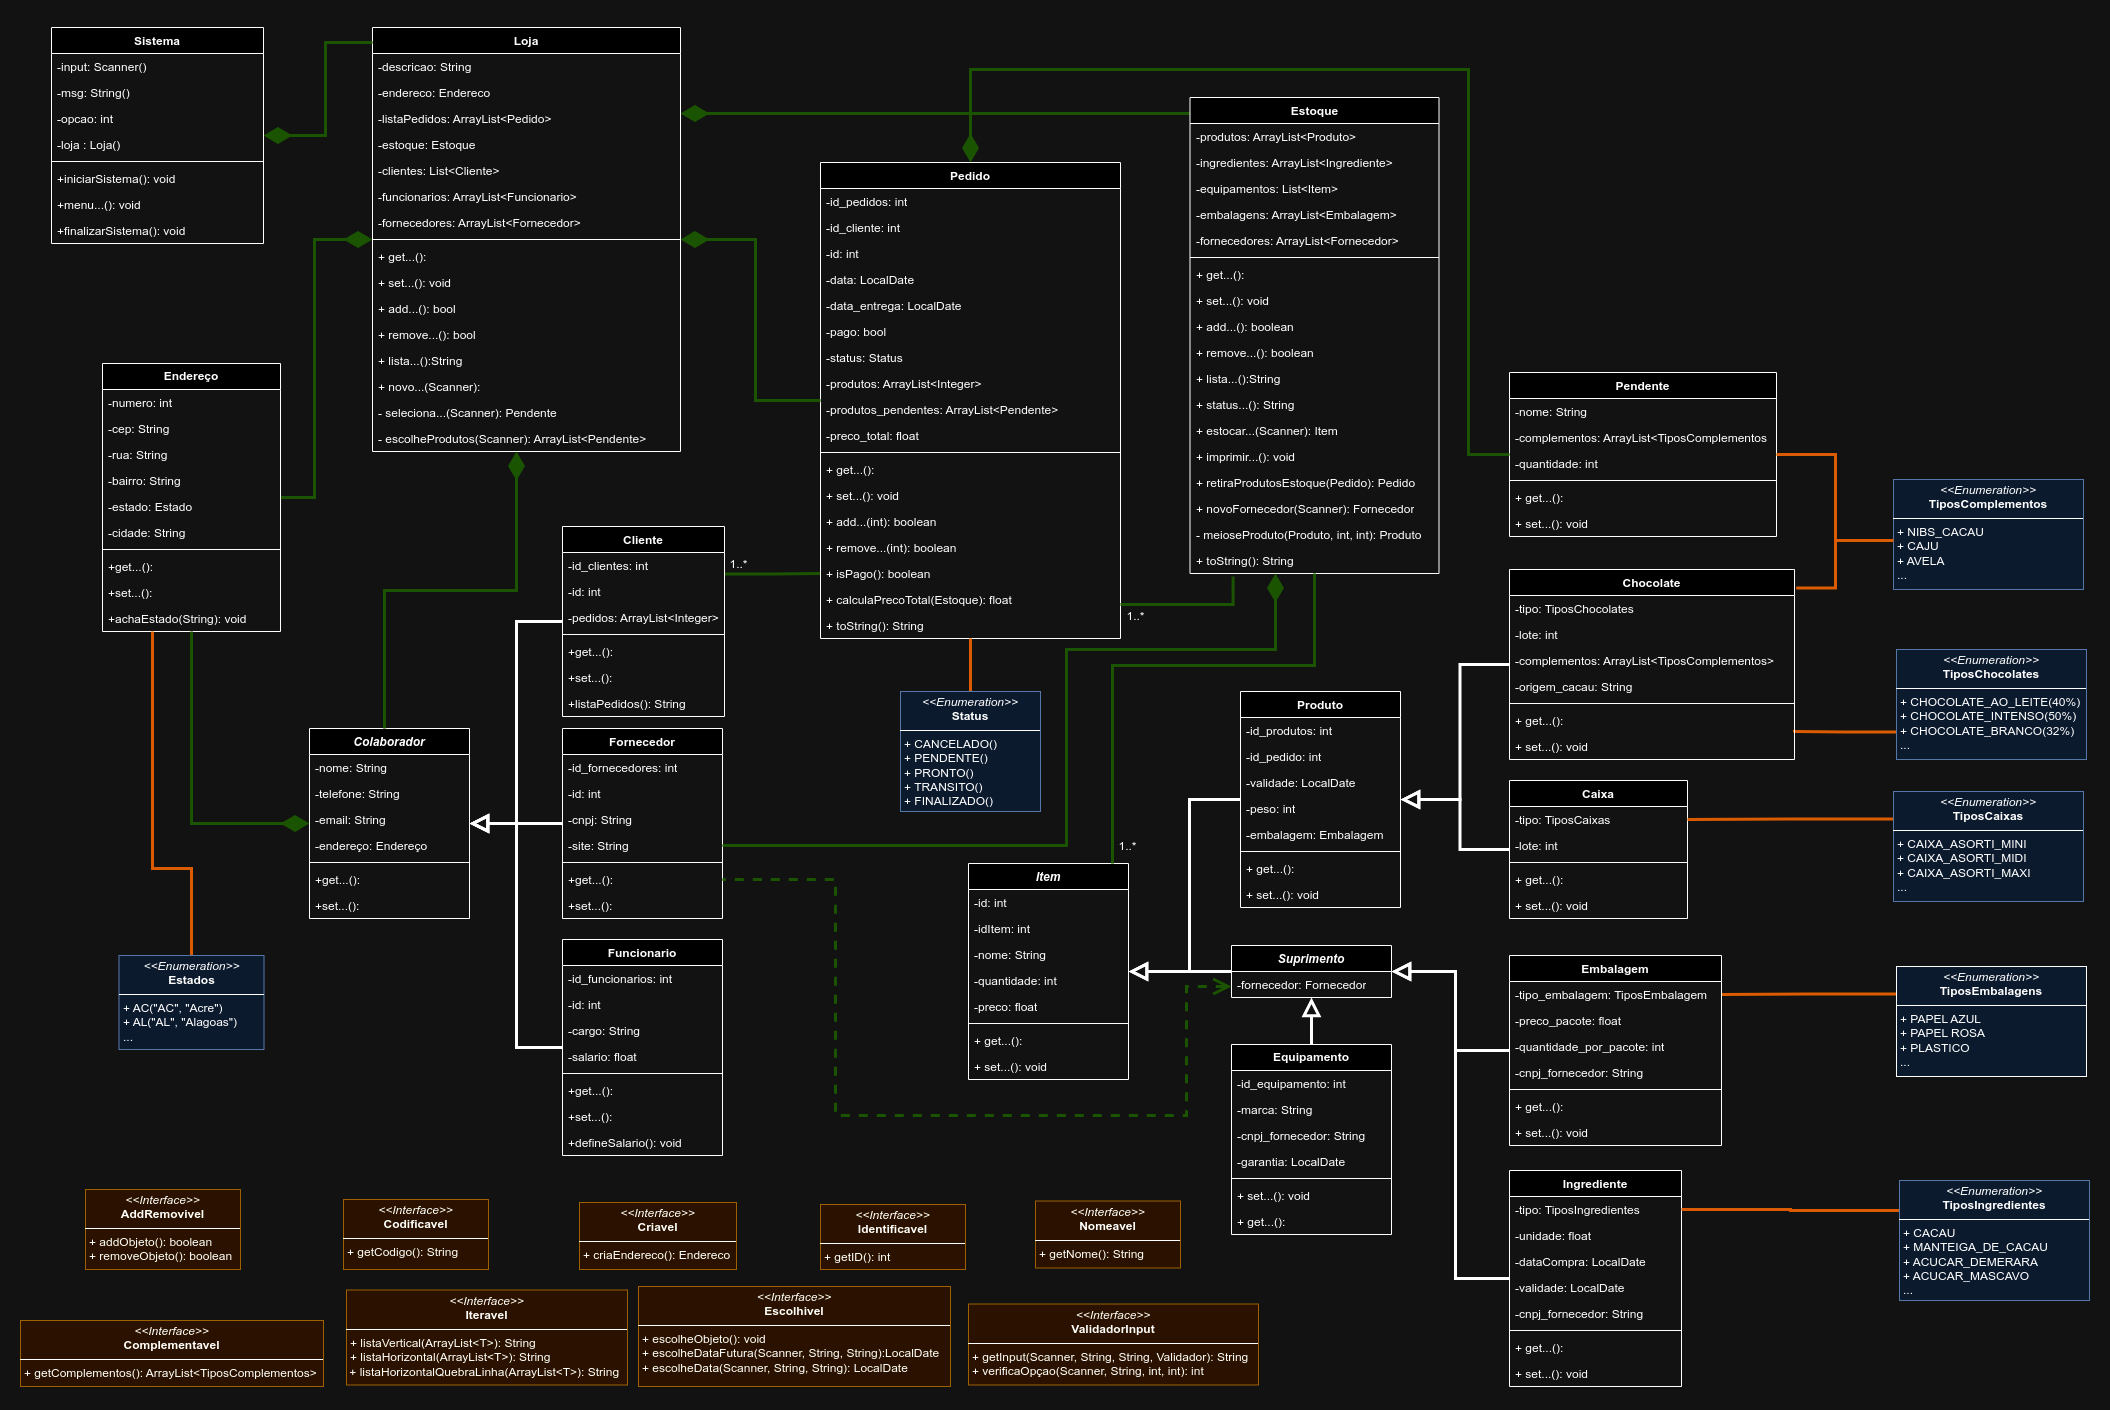 Sistema
-input: Scanner()
-msg: String()
-opcao: int
-loja : Loja()
+iniciarSistema(): void
+menu...(): void
+finalizarSistema(): void
Loja
-descricao: String
-endereco: Endereco
-listaPedidos: ArrayList<Pedido>
-estoque: Estoque
-clientes: List<Cliente>
-funcionarios: ArrayList<Funcionario>
-fornecedores: ArrayList<Fornecedor>
+ get...():
+ set...(): void
+ add...(): bool
+ remove...(): bool
+ lista...():String
+ novo...(Scanner):
- seleciona...(Scanner): Pendente
- escolheProdutos(Scanner): ArrayList<Pendente>
Pedido
-id_pedidos: int
-id_cliente: int
-id: int
-data: LocalDate
-data_entrega: LocalDate
-pago: bool
-status: Status
-produtos: ArrayList<Integer>
-produtos_pendentes: ArrayList<Pendente>
-preco_total: float
+ get...():
+ set...(): void
+ add...(int): boolean
+ remove...(int): boolean
+ isPago(): boolean
+ calculaPrecoTotal(Estoque): float
+ toString(): String
Estoque
-produtos: ArrayList<Produto>
-ingredientes: ArrayList<Ingrediente>
-equipamentos: List<Item>
-embalagens: ArrayList<Embalagem>
-fornecedores: ArrayList<Fornecedor>
+ get...():
+ set...(): void
+ add...(): boolean
+ remove...(): boolean
+ lista...():String
+ status...(): String
+ estocar...(Scanner): Item
+ imprimir...(): void
+ retiraProdutosEstoque(Pedido): Pedido
+ novoFornecedor(Scanner): Fornecedor
- meioseProduto(Produto, int, int): Produto
+ toString(): String
Pendente
-nome: String
-complementos: ArrayList<TiposComplementos
-quantidade: int
+ get...():
+ set...(): void
<<Enumeration>>
TiposComplementos
+ NIBS_CACAU
+ CAJU
+ AVELA
...
Endereço
-numero: int
-cep: String
-rua: String
-bairro: String
-estado: Estado
-cidade: String
+get...():
+set...():
+achaEstado(String): void
Cliente
-id_clientes: int
-id: int
-pedidos: ArrayList<Integer>
+get...():
+set...():
+listaPedidos(): String
1..*
1..*
Chocolate
-tipo: TiposChocolates
-lote: int
-complementos: ArrayList<TiposComplementos>
-origem_cacau: String
+ get...():
+ set...(): void
<<Enumeration>>
TiposChocolates
+ CHOCOLATE_AO_LEITE(40%)
+ CHOCOLATE_INTENSO(50%)
+ CHOCOLATE_BRANCO(32%)
...
Colaborador
-nome: String
-telefone: String
-email: String
-endereço: Endereço
+get...():
+set...():
Fornecedor
-id_fornecedores: int
-id: int
-cnpj: String
-site: String
+get...():
+set...():
<<Enumeration>>
Status
+ CANCELADO()
+ PENDENTE()
+ PRONTO()
+ TRANSITO()
+ FINALIZADO()
Produto
-id_produtos: int
-id_pedido: int
-validade: LocalDate
-peso: int
-embalagem: Embalagem
+ get...():
+ set...(): void
Caixa
-tipo: TiposCaixas
-lote: int
+ get...():
+ set...(): void
<<Enumeration>>
TiposCaixas
+ CAIXA_ASORTI_MINI
+ CAIXA_ASORTI_MIDI
+ CAIXA_ASORTI_MAXI
...
1..*
Item
-id: int
-idItem: int
-nome: String
-quantidade: int
-preco: float
+ get...():
+ set...(): void
<<Enumeration>>
Estados
+ AC("AC", "Acre")
+ AL("AL", "Alagoas")
...
Funcionario
-id_funcionarios: int
-id: int
-cargo: String
-salario: float
+get...():
+set...():
+defineSalario(): void
Suprimento
-fornecedor: Fornecedor
Equipamento
-id_equipamento: int
-marca: String
-cnpj_fornecedor: String
-garantia: LocalDate
+ set...(): void
+ get...():
Embalagem
-tipo_embalagem: TiposEmbalagem
-preco_pacote: float
-quantidade_por_pacote: int
-cnpj_fornecedor: String
+ get...():
+ set...(): void
<<Enumeration>>
TiposEmbalagens
+ PAPEL AZUL
+ PAPEL ROSA
+ PLASTICO
...
Ingrediente
-tipo: TiposIngredientes
-unidade: float
-dataCompra: LocalDate
-validade: LocalDate
-cnpj_fornecedor: String
+ get...():
+ set...(): void
<<Enumeration>>
TiposIngredientes
+ CACAU
+ MANTEIGA_DE_CACAU
+ ACUCAR_DEMERARA
+ ACUCAR_MASCAVO
...
<<Interface>>
AddRemovivel
+ addObjeto(): boolean
+ removeObjeto(): boolean
<<Interface>>
Codificavel
+ getCodigo(): String
<<Interface>>
Criavel
+ criaEndereco(): Endereco
<<Interface>>
Identificavel
+ getID(): int
<<Interface>>
Nomeavel
+ getNome(): String
<<Interface>>
Complementavel
+ getComplementos(): ArrayList<TiposComplementos>
<<Interface>>
Iteravel
+ listaVertical(ArrayList<T>): String
+ listaHorizontal(ArrayList<T>): String
+ listaHorizontalQuebraLinha(ArrayList<T>): String
<<Interface>>
Escolhivel
+ escolheObjeto(): void
+ escolheDataFutura(Scanner, String, String):LocalDate
+ escolheData(Scanner, String, String): LocalDate
<<Interface>>
ValidadorInput
+ getInput(Scanner, String, String, Validador): String
+ verificaOpçao(Scanner, String, int, int): int